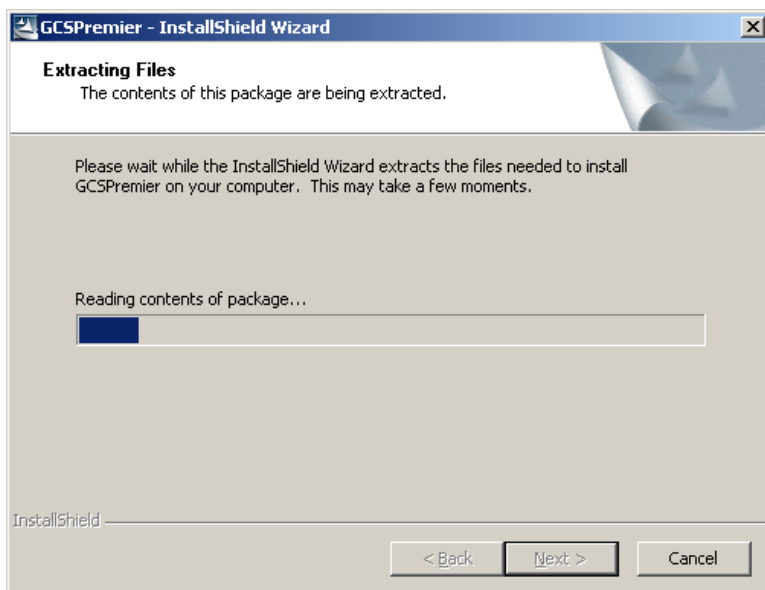 GCSPremier - InstallShield Wizard
Extracting Files
The contents of this package are being extracted.
Please wait while the InstallShield Wizard extracts the files needed to install
GCSPremier on your computer.  This may take a few moments.
Reading contents of package...
InstallShield
< Back
Next >
Cancel